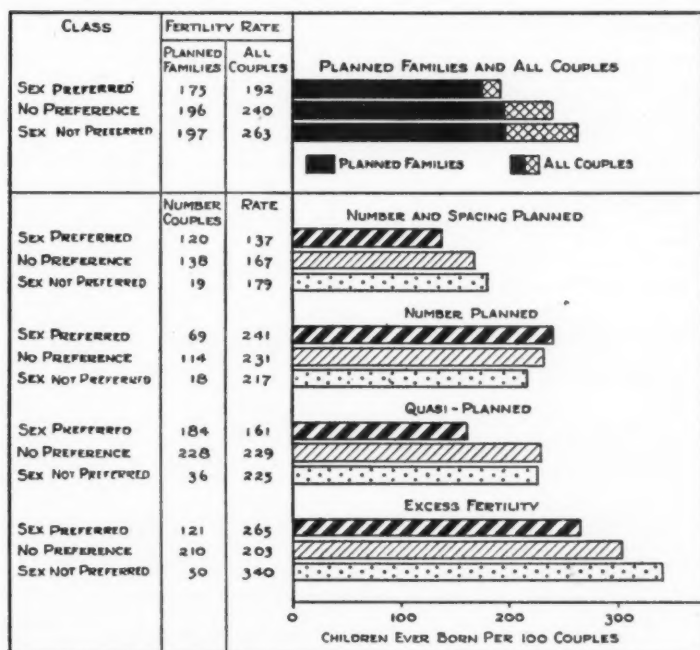 CLASS FERTILITY RATE
PLANNED FAMILIES ALL COUPLES PLANNED FAMILIES AND ALL COUPLES
SEX PREFERRED 175 192
NO PREFERENCE 196 240
SEX NOT PREFERRED 197 263
PLANNED FAMILIES ALL COUPLES
NUMBER COUPLES RATE NUMBER AND SPACING PLANNED
SEX PREFERRED 120 137
NO PREFERENCE 138 167
SEX NOT PREFERRED 19 179
NUMBER PLANNED
SEX PREFERRED 69 241
NO PREFERENCE 114 231
SEX NOT PREFERRED 18 217
QUASI-PLANNED
SEX PREFERRED 184 161
NO PREFERENCE 228 229
SEX NOT PREFERRED 36 225
EXCESS FERTILITY
SEX PREFERRED 121 265
NO PREFERENCE 210 203
SEX NOT PREFERRED 50 340
0 100 200 300
CHILDREN EVER BORN PER 100 COUPLES